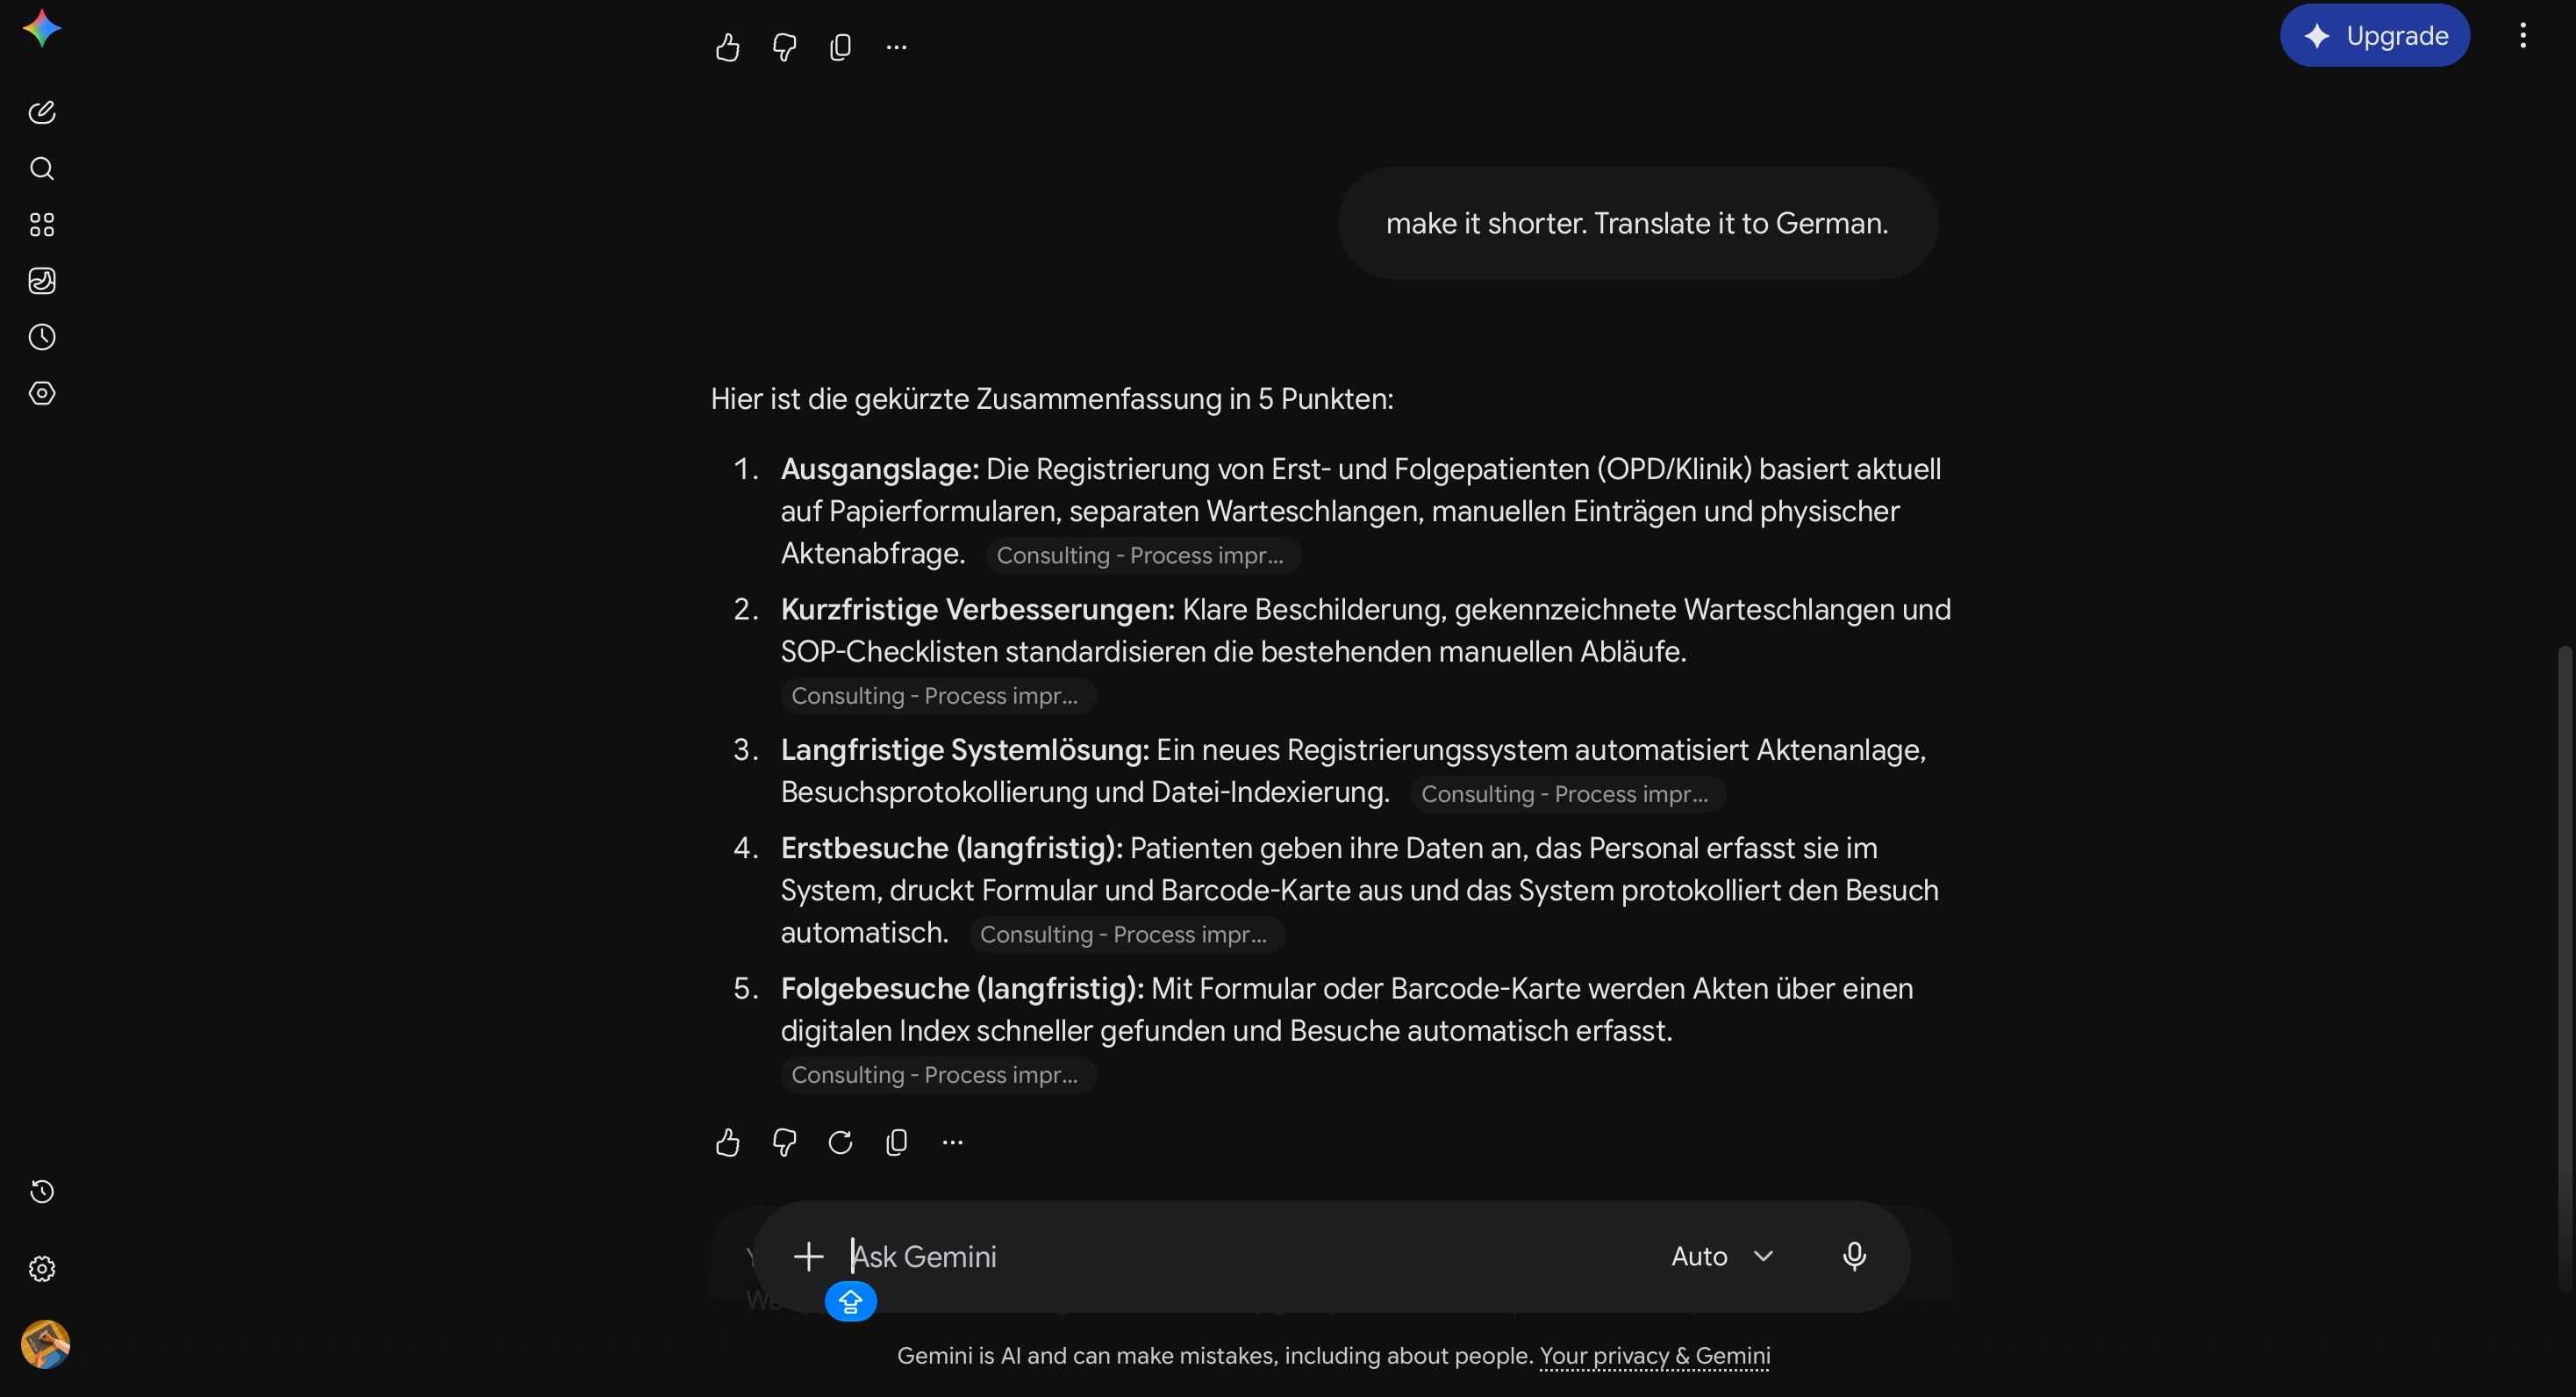 Upgrade
make it shorter. Translate it to German.
Hier ist die gekürzte Zusammenfassung in 5 Punkten:
1. Ausgangslage: Die Registrierung von Erst- und Folgepatienten (OPD/Klinik) basiert aktuell
auf Papierformularen, separaten Warteschlangen, manuellen Einträgen und physischer
Aktenabfrage. Consulting - Process impr...
2. Kurzfristige Verbesserungen: Klare Beschilderung, gekennzeichnete Warteschlangen und
SOP-Checklisten standardisieren die bestehenden manuellen Abläufe.
Consulting - Process impr...
3. Langfristige Systemlösung: Ein neues Registrierungssystem automatisiert Aktenanlage,
Besuchsprotokollierung und Datei-Indexierung. Consulting - Process impr...
4. Erstbesuche (langfristig): Patienten geben ihre Daten an, das Personal erfasst sie im
System, druckt Formular und Barcode-Karte aus und das System protokolliert den Besuch
automatisch. Consulting - Process impr...
5. Folgebesuche (langfristig): Mit Formular oder Barcode-Karte werden Akten über einen
digitalen Index schneller gefunden und Besuche automatisch erfasst.
Consulting - Process impr...
Ask Gemini Auto
Gemini is AI and can make mistakes, including about people. Your privacy & Gemini